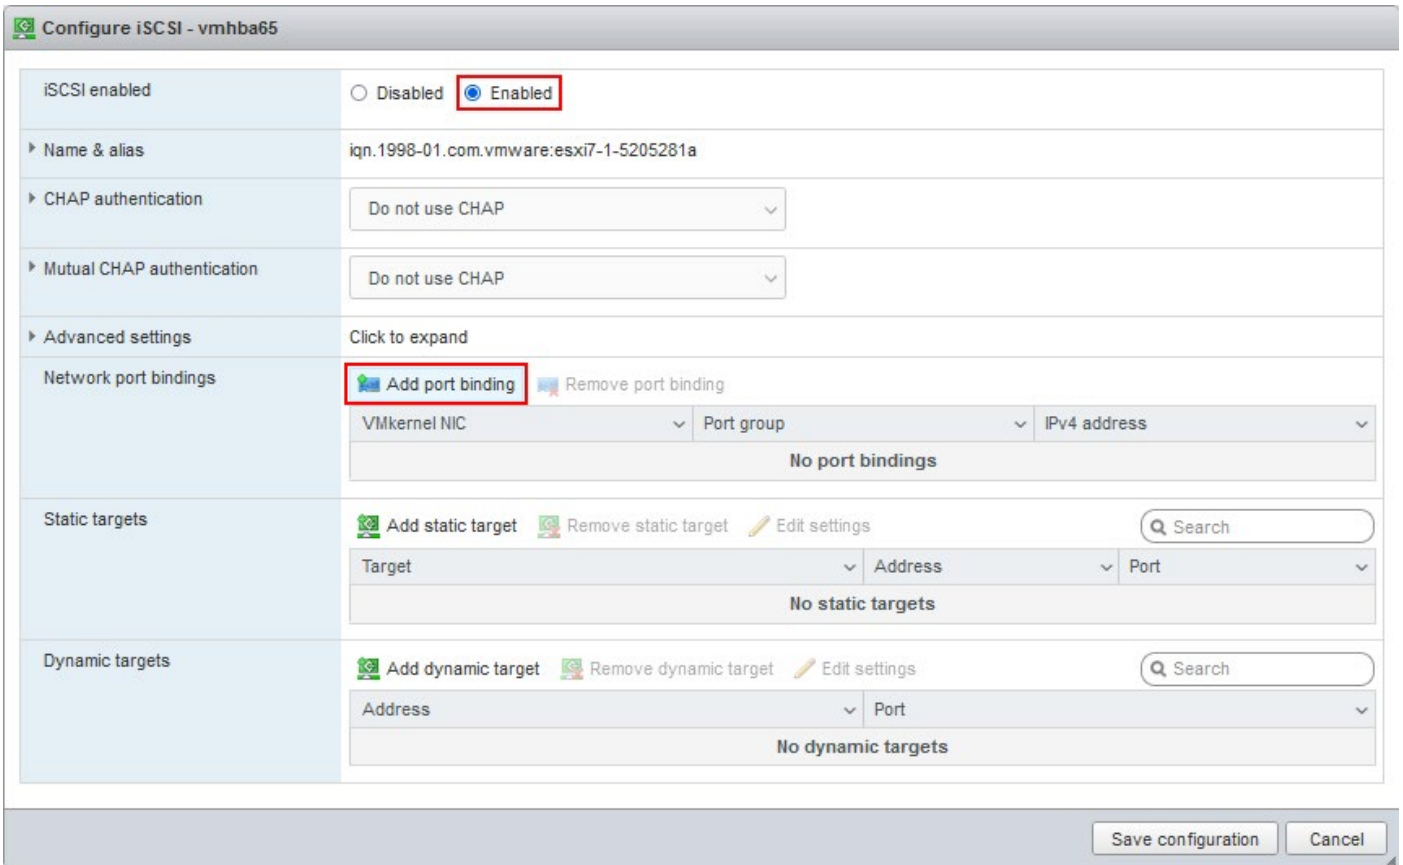 Configure iSCSI - vmhba65
iSCSI enabled
Disabled Enabled
Name & alias
iqn.1998-01.com.vmware:esxi7-1-5205281a
CHAP authentication
Do not use CHAP
Mutual CHAP authentication
Do not use CHAP
Advanced settings
Click to expand
Network port bindings
Add port binding Remove port binding
VMkernel NIC Port group IPv4 address
No port bindings
Static targets
Add static target Remove static target Edit settings Search
Target Address Port
No static targets
Dynamic targets
Add dynamic target Remove dynamic target Edit settings Search
Address Port
No dynamic targets
Save configuration Cancel